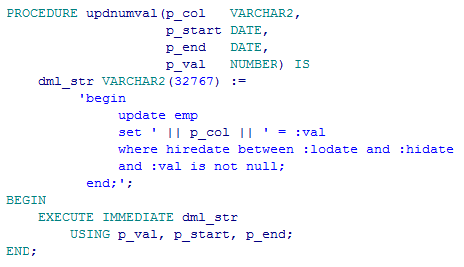 PROCEDURE updnumval(p_col   VARCHAR2,
                    p_start DATE,
                    p_end   DATE,
                    p_val   NUMBER) IS
    dml_str VARCHAR2(32767) :=
         'begin
              update emp
              set ' || p_col || ' = :val
              where hiredate between :lodate and :hidate
              and :val is not null;
          end;';
BEGIN
    EXECUTE IMMEDIATE dml_str
        USING p_val, p_start, p_end;
END;